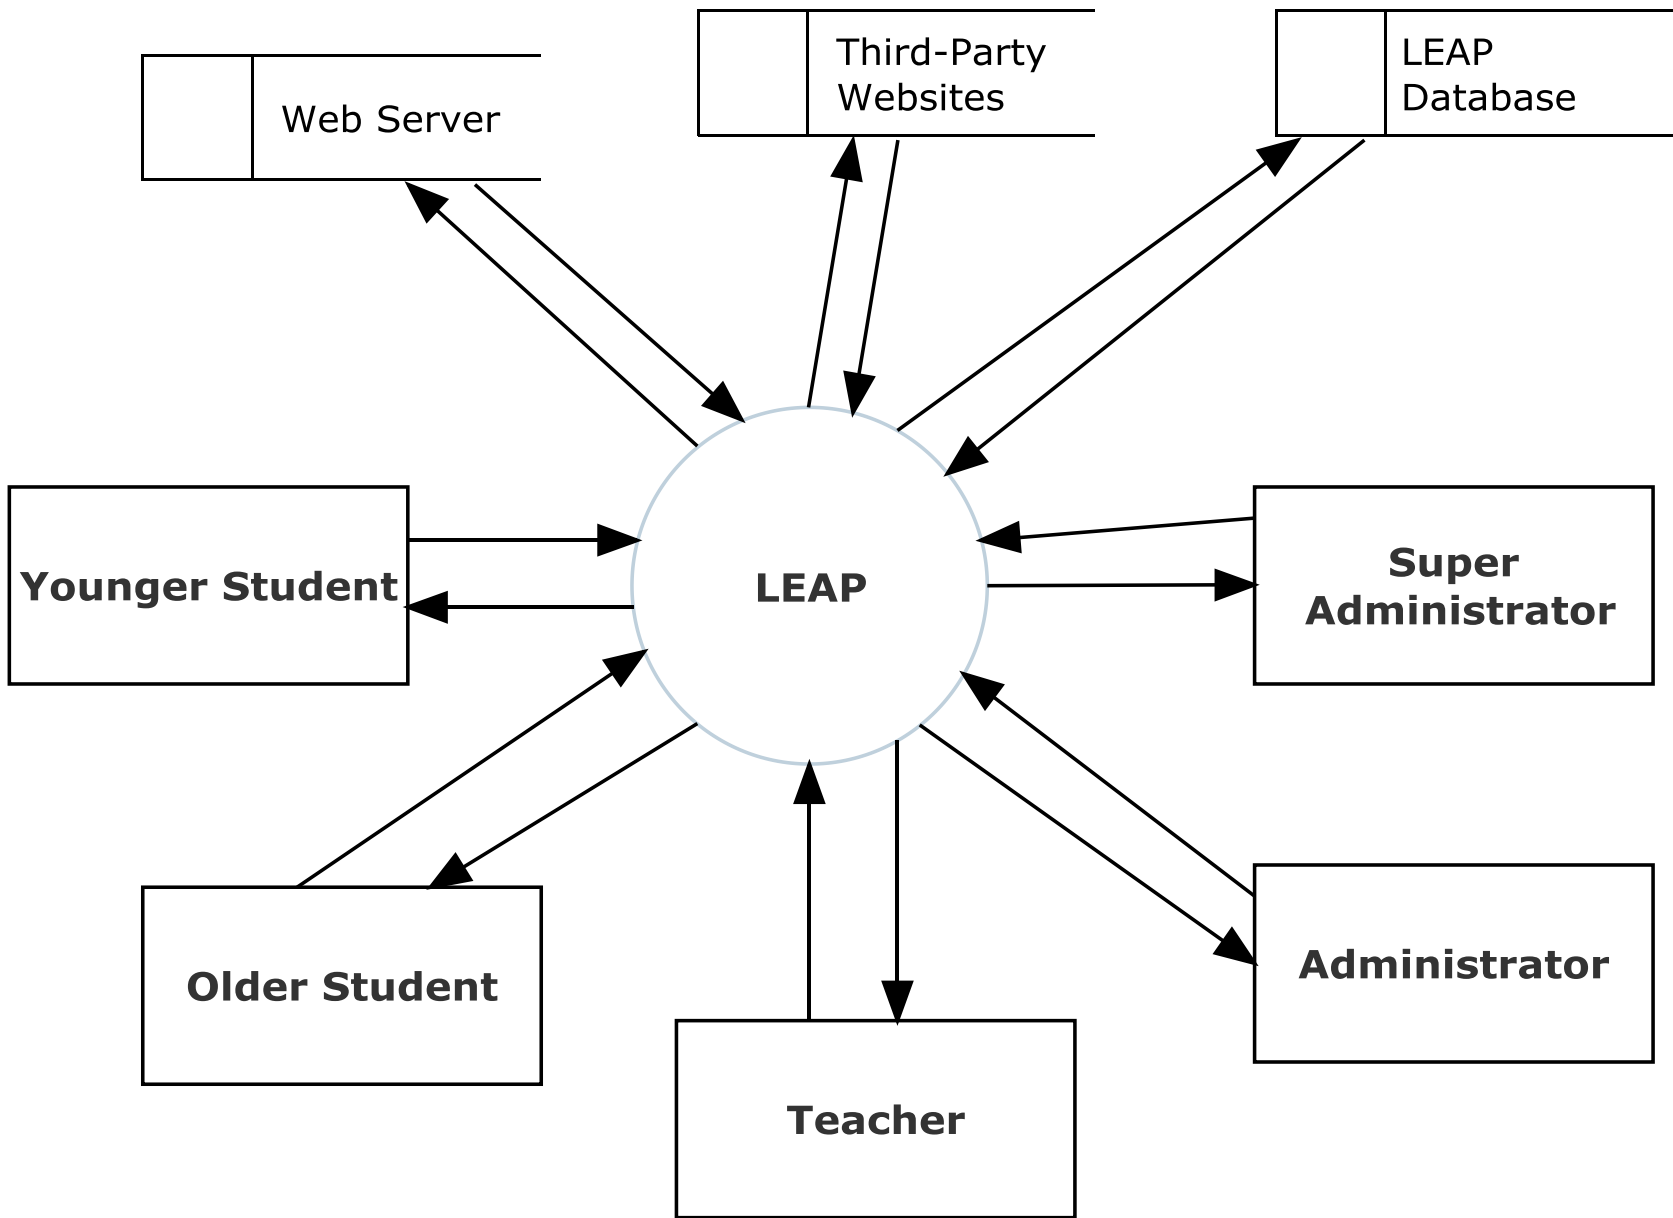 Third-Party
Websites
LEAP
Database
Web Server
Younger Student
LEAP
Super
Administrator
Older Student
Administrator
Teacher